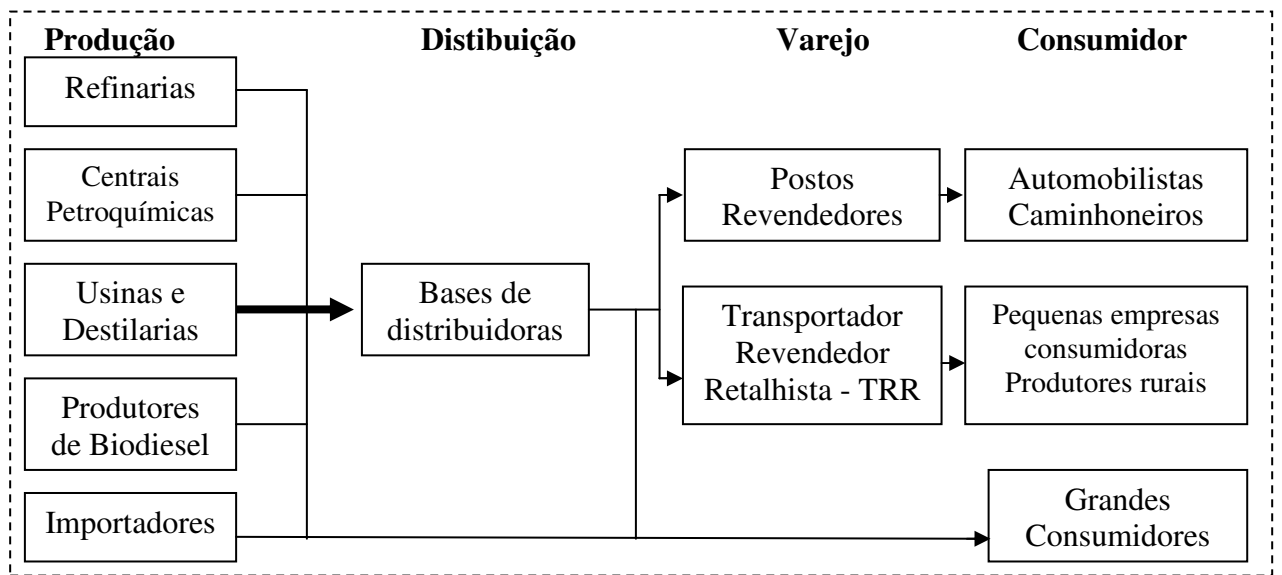 Produção
Distibuição
Varejo
Consumidor
Refinarias
Centrais
Petroquímicas
Usinas e
Destilarias
Produtores
de Biodiesel
Importadores
Bases de
distribuidoras
Postos
Revendedores
Transportador
Revendedor
Retalhista - TRR
Automobilistas
Caminhoneiros
Pequenas empresas
consumidoras
Produtores rurais
Grandes
Consumidores